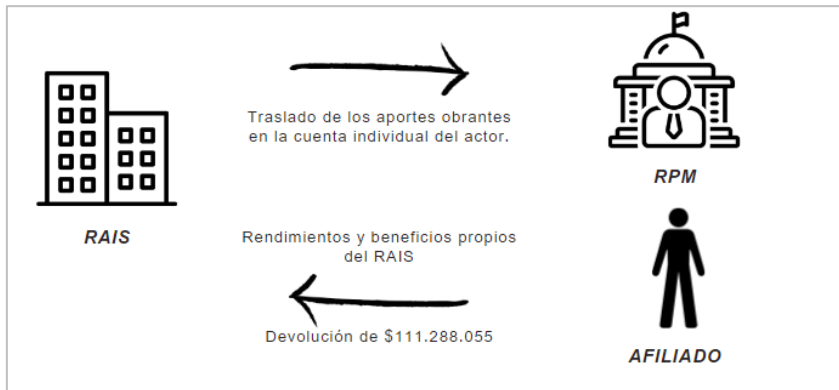 Traslado de los aportes obrantes
en la cuenta individual del actor.
RPM
RAIS
Rendimientos y beneficios propios
del RAIS
Devolución de $111.288.055
AFILIADO